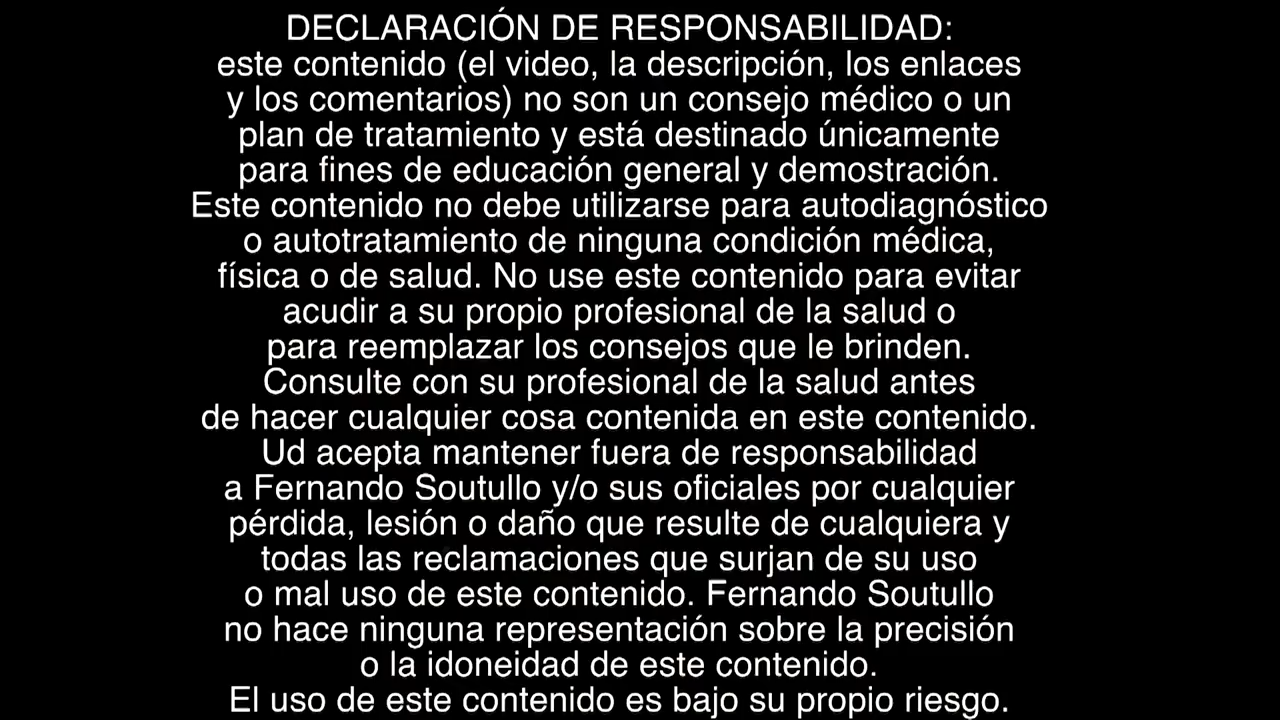 DECLARACIÓN DE RESPONSABILIDAD:
este contenido (el video, la descripción, los enlaces
y los comentarios) no son un consejo médico o un
plan de tratamiento y está destinado únicamente
para fines de educación general y demostración.
Este contenido no debe utilizarse para autodiagnóstico
o autotratamiento de ninguna condición médica,
física o de salud. No use este contenido para evitar
acudir a su propio profesional de la salud o
para reemplazar los consejos que le brinden.
Consulte con su profesional de la salud antes
de hacer cualquier cosa contenida en este contenido.
Ud acepta mantener fuera de responsabilidad
a Fernando Soutullo y/o sus oficiales por cualquier
pérdida, lesión o daño que resulte de cualquiera y
todas las reclamaciones que surjan de su uso
o mal uso de este contenido. Fernando Soutullo
no hace ninguna representación sobre la precisión
o la idoneidad de este contenido.
El uso de este contenido es bajo su propio riesgo.